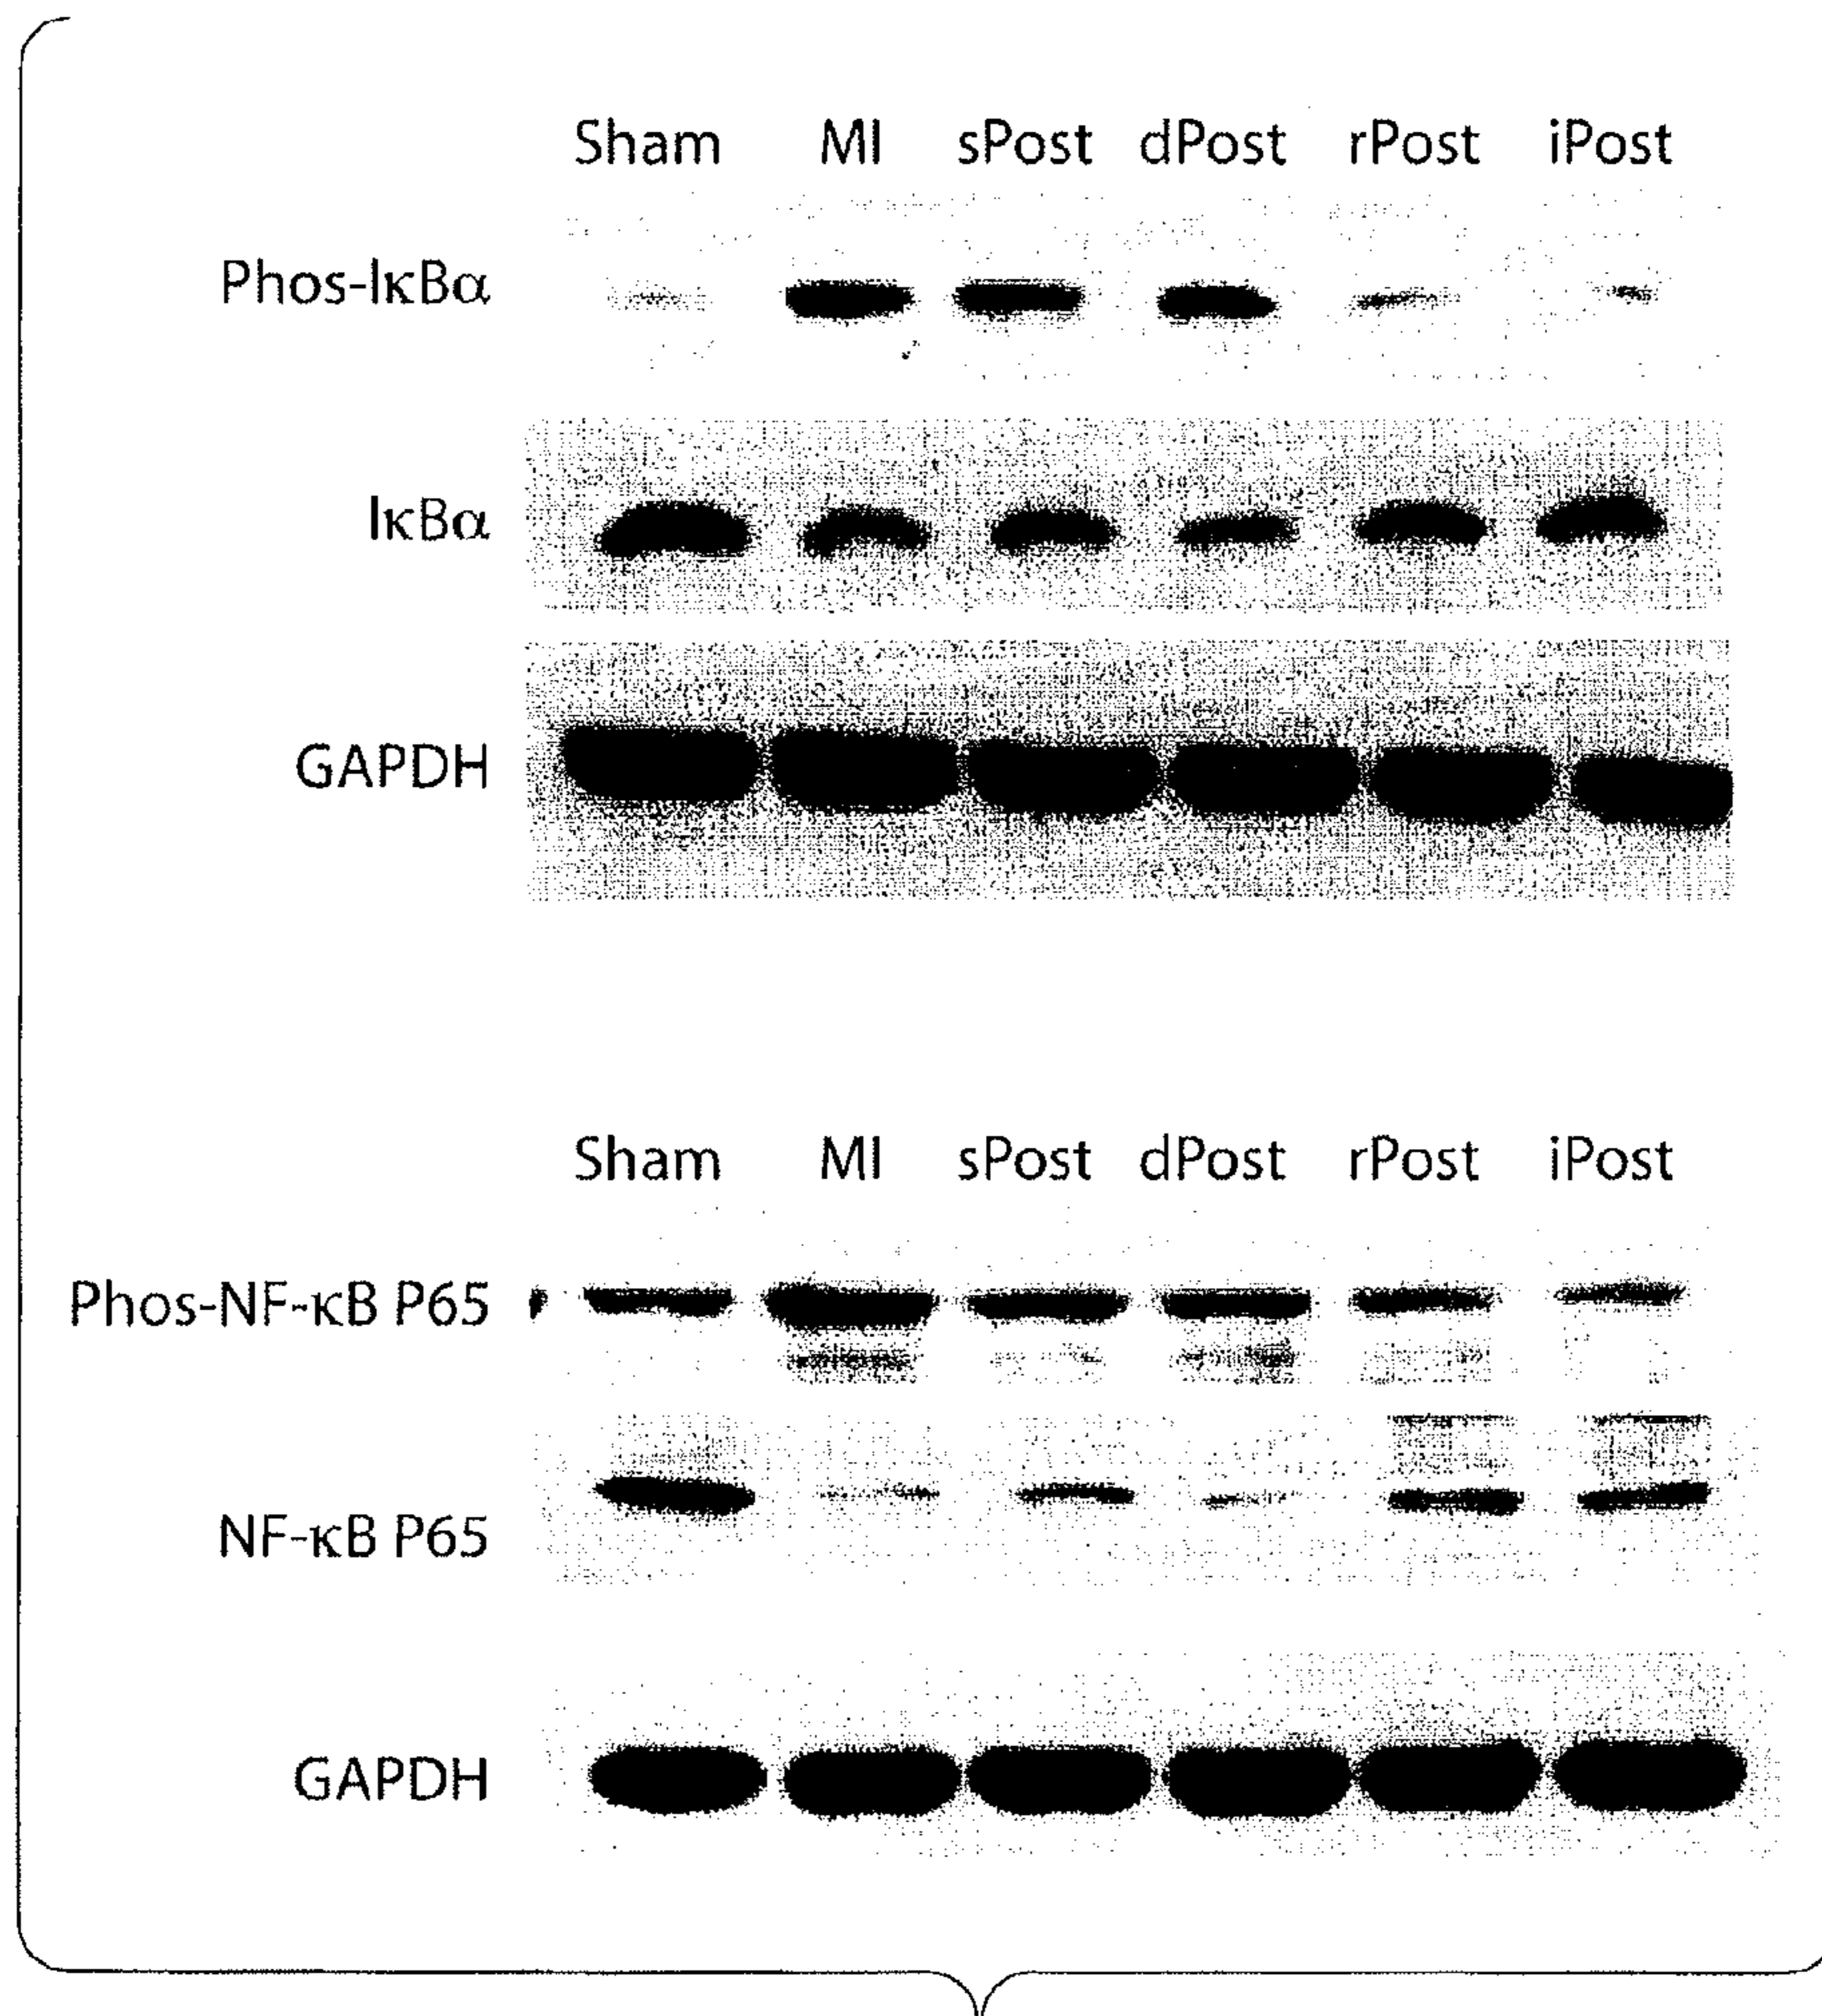 Sham MI sPost dPost rPost iPost
Phos-IκBα
IκBα
GAPDH
Sham MI sPost dPost rPost iPost
Phos-NF-κB P65
NF-κB P65
GAPDH